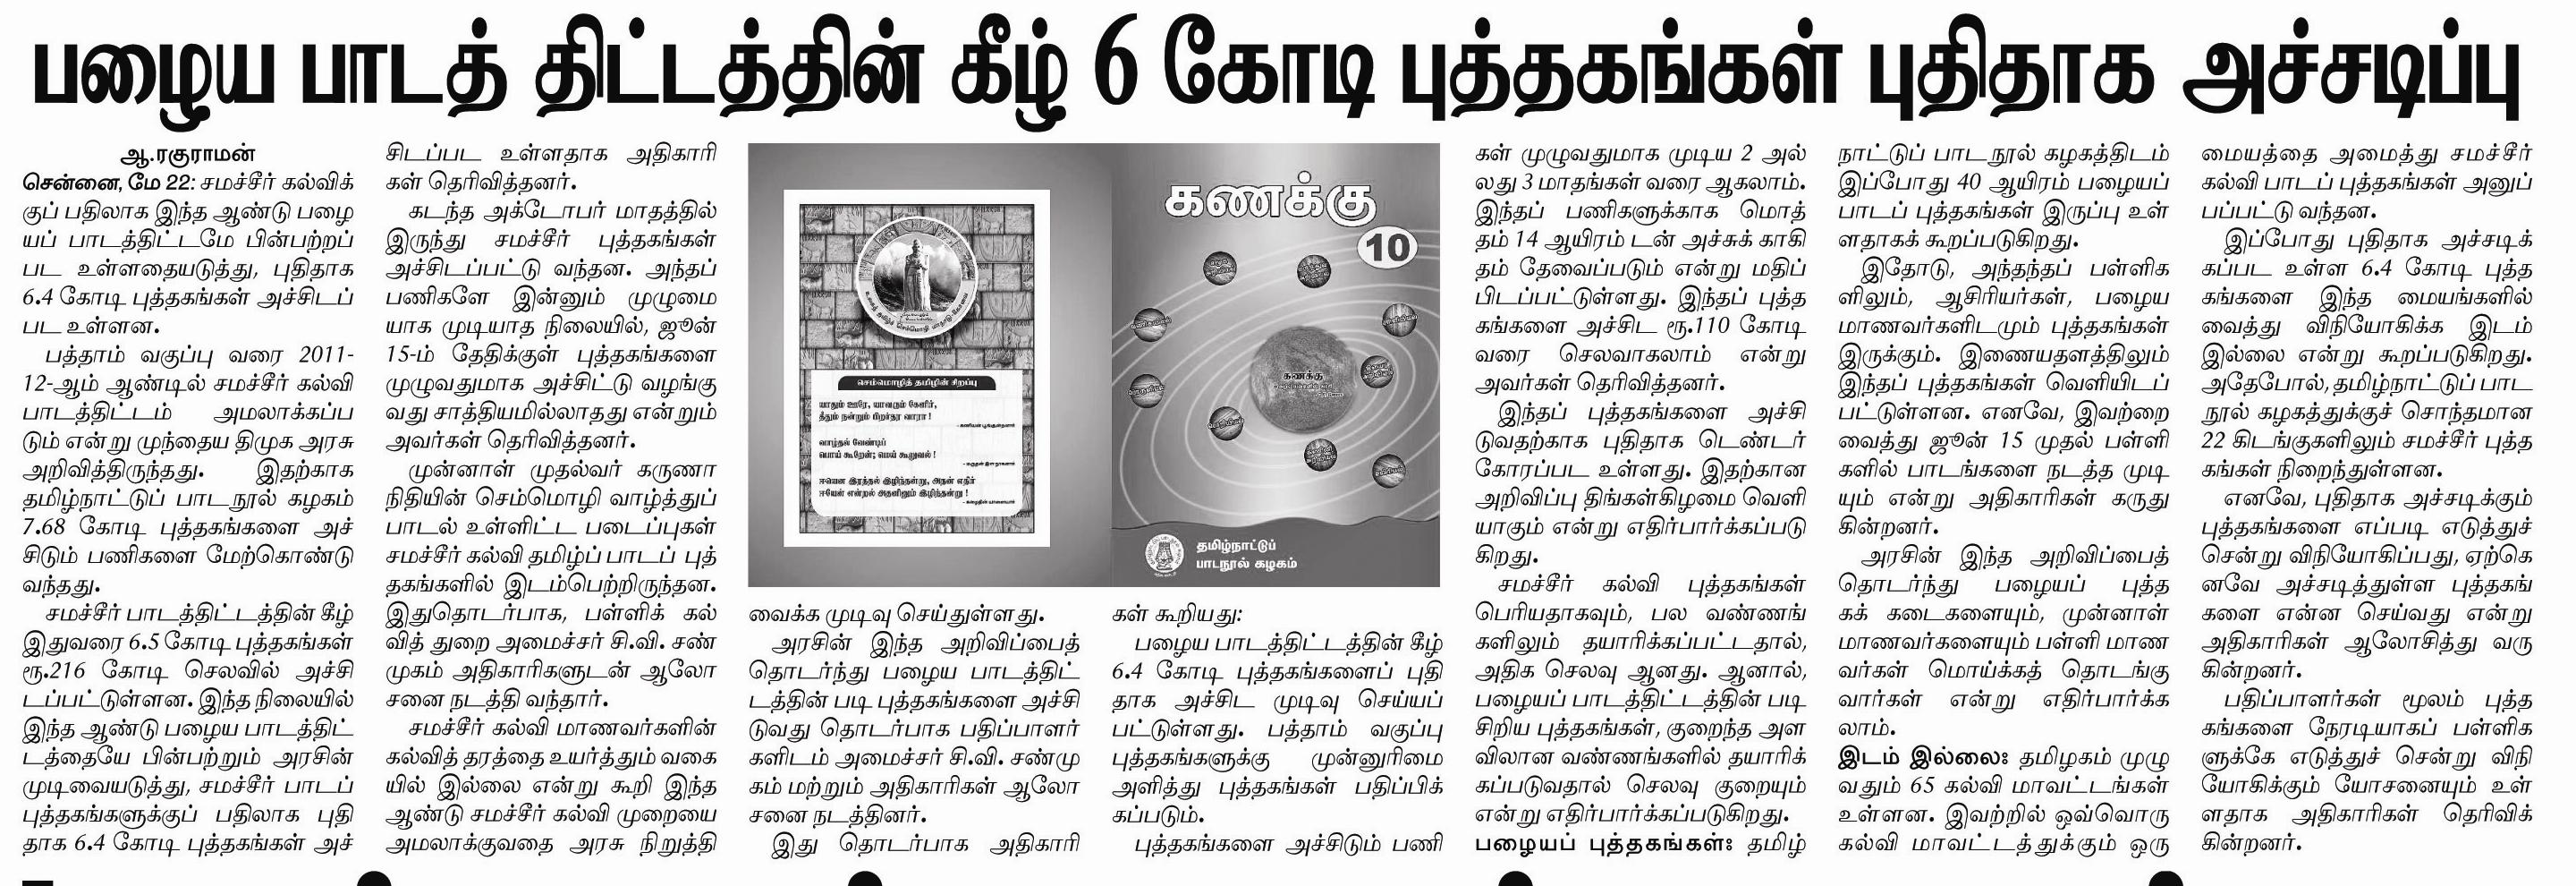 பழைய பாடத் திட்டத்தின் கீழ் 6 கோடி புத்தகங்கள் புதிதாக அச்சடிப்பு
ஆ.ரகுராமன்
சென்னை, மே 22: சமச்சீர் கல்விக்
குப் பதிலாக இந்த ஆண்டு பழை
யப் பாடத்திட்டமே பின்பற்றப்
பட உள்ளதையடுத்து, புதிதாக
6.4 கோடி புத்தகங்கள் அச்சிடப்
பட உள்ளன.
பத்தாம் வகுப்பு வரை 2011-
12-ஆம் ஆண்டில் சமச்சீர் கல்வி
பாடத்திட்டம் அமலாக்கப்ப
டும் என்று முந்தைய திமுக அரசு
அறிவித்திருந்தது. இதற்காக
தமிழ்நாட்டுப் பாடநூல் கழகம்
7.68 கோடி புத்தகங்களை அச்
சிடும் பணிகளை மேற்கொண்டு
வந்தது.
சமச்சீர் பாடத்திட்டத்தின் கீழ்
இதுவரை 6.5 கோடி புத்தகங்கள்
ரூ.216 கோடி செலவில் அச்சி
டப்பட்டுள்ளன. இந்த நிலையில்
இந்த ஆண்டு பழைய பாடத்திட்
டத்தையே பின்பற்றும் அரசின்
முடிவையடுத்து, சமச்சீர் பாடப்
புத்தகங்களுக்குப் பதிலாக புதி
தாக 6.4 கோடி புத்தகங்கள் அச்
சிடப்பட உள்ளதாக அதிகாரி
கள் தெரிவித்தனர்.
கடந்த அக்டோபர் மாதத்தில்
இருந்து சமச்சீர் புத்தகங்கள்
அச்சிடப்பட்டு வந்தன. அந்தப்
பணிகளே இன்னும் முழுமை
யாக முடியாத நிலையில், ஜூன்
15-ம் தேதிக்குள் புத்தகங்களை
முழுவதுமாக அச்சிட்டு வழங்கு
வது சாத்தியமில்லாதது என்றும்
அவர்கள் தெரிவித்தனர்.
முன்னாள் முதல்வர் கருணா
நிதியின் செம்மொழி வாழ்த்துப்
பாடல் உள்ளிட்ட படைப்புகள்
சமச்சீர் கல்வி தமிழ்ப் பாடப் புத்
தகங்களில் இடம்பெற்றிருந்தன.
இதுதொடர்பாக, பள்ளிக் கல்
வித் துறை அமைச்சர் சி.வி. சண்
முகம் அதிகாரிகளுடன் ஆலோ
சனை நடத்தி வந்தார்.
சமச்சீர் கல்வி மாணவர்களின்
கல்வித் தரத்தை உயர்த்தும் வகை
யில் இல்லை என்று கூறி இந்த
ஆண்டு சமச்சீர் கல்வி முறையை
அமலாக்குவதை அரசு நிறுத்தி
செம்மொழித் தமிழின் சிறப்பு
யாதும் ஊரே, யாவரும் கேளிர்,
தீதும் நன்றும் பிறர்தர வாரா !
- கணியன் பூங்குன்றனார்
வாழ்தல் வேண்டிப்
பொய் கூறேன்; மெய் கூறுவல் !
- மருதன் இளநாகனார்
ஈயென இரத்தல் இழிந்தன்று, அதன் எதிர்
ஈயேன் என்றல் அதனினும் இழிந்தன்று !
- கழைதின் யானையார்
கணக்கு
10
கணக்கு
தமிழ்நாட்டுப்
பாடநூல் கழகம்
வைக்க முடிவு செய்துள்ளது.
அரசின் இந்த அறிவிப்பைத்
தொடர்ந்து பழைய பாடத்திட்
டத்தின் படி புத்தகங்களை அச்சி
டுவது தொடர்பாக பதிப்பாளர்
களிடம் அமைச்சர் சி.வி. சண்மு
கம் மற்றும் அதிகாரிகள் ஆலோ
சனை நடத்தினர்.
இது தொடர்பாக அதிகாரி
கள் கூறியது:
பழைய பாடத்திட்டத்தின் கீழ்
6.4 கோடி புத்தகங்களைப் புதி
தாக அச்சிட முடிவு செய்யப்
பட்டுள்ளது. பத்தாம் வகுப்பு
புத்தகங்களுக்கு முன்னுரிமை
அளித்து புத்தகங்கள் பதிப்பிக்
கப்படும்.
புத்தகங்களை அச்சிடும் பணி
கள் முழுவதுமாக முடிய 2 அல்
லது 3 மாதங்கள் வரை ஆகலாம்.
இந்தப் பணிகளுக்காக மொத்
தம் 14 ஆயிரம் டன் அச்சுக் காகி
தம் தேவைப்படும் என்று மதிப்
பிடப்பட்டுள்ளது. இந்தப் புத்த
கங்களை அச்சிட ரூ.110 கோடி
வரை செலவாகலாம் என்று
அவர்கள் தெரிவித்தனர்.
இந்தப் புத்தகங்களை அச்சி
டுவதற்காக புதிதாக டெண்டர்
கோரப்பட உள்ளது. இதற்கான
அறிவிப்பு திங்கள்கிழமை வெளி
யாகும் என்று எதிர்பார்க்கப்படு
கிறது.
சமச்சீர் கல்வி புத்தகங்கள்
பெரியதாகவும், பல வண்ணங்
களிலும் தயாரிக்கப்பட்டதால்,
அதிக செலவு ஆனது. ஆனால்,
பழையப் பாடத்திட்டத்தின் படி
சிறிய புத்தகங்கள், குறைந்த அள
விலான வண்ணங்களில் தயாரிக்
கப்படுவதால் செலவு குறையும்
என்று எதிர்பார்க்கப்படுகிறது.
பழையப் புத்தகங்கள்: தமிழ்
நாட்டுப் பாடநூல் கழகத்திடம்
இப்போது 40 ஆயிரம் பழையப்
பாடப் புத்தகங்கள் இருப்பு உள்
ளதாகக் கூறப்படுகிறது.
இதோடு, அந்தந்தப் பள்ளிக
ளிலும், ஆசிரியர்கள், பழைய
மாணவர்களிடமும் புத்தகங்கள்
இருக்கும். இணையதளத்திலும்
இந்தப் புத்தகங்கள் வெளியிடப்
பட்டுள்ளன. எனவே, இவற்றை
வைத்து ஜூன் 15 முதல் பள்ளி
களில் பாடங்களை நடத்த முடி
யும் என்று அதிகாரிகள் கருது
கின்றனர்.
அரசின் இந்த அறிவிப்பைத்
தொடர்ந்து பழையப் புத்த
கக் கடைகளையும், முன்னாள்
மாணவர்களையும் பள்ளி மாண
வர்கள் மொய்க்கத் தொடங்கு
வார்கள் என்று எதிர்பார்க்க
லாம்.
இடம் இல்லை: தமிழகம் முழு
வதும் 65 கல்வி மாவட்டங்கள்
உள்ளன. இவற்றில் ஒவ்வொரு
கல்வி மாவட்டத்துக்கும் ஒரு
மையத்தை அமைத்து சமச்சீர்
கல்வி பாடப் புத்தகங்கள் அனுப்
பப்பட்டு வந்தன.
இப்போது புதிதாக அச்சடிக்
கப்பட உள்ள 6.4 கோடி புத்த
கங்களை இந்த மையங்களில்
வைத்து விநியோகிக்க இடம்
இல்லை என்று கூறப்படுகிறது.
அதேபோல், தமிழ்நாட்டுப் பாட
நூல் கழகத்துக்குச் சொந்தமான
22 கிடங்குகளிலும் சமச்சீர் புத்த
கங்கள் நிறைந்துள்ளன.
எனவே, புதிதாக அச்சடிக்கும்
புத்தகங்களை எப்படி எடுத்துச்
சென்று விநியோகிப்பது, ஏற்கெ
னவே அச்சடித்துள்ள புத்தகங்
களை என்ன செய்வது என்று
அதிகாரிகள் ஆலோசித்து வரு
கின்றனர்.
பதிப்பாளர்கள் மூலம் புத்த
கங்களை நேரடியாகப் பள்ளிக
ளுக்கே எடுத்துச் சென்று விநி
யோகிக்கும் யோசனையும் உள்
ளதாக அதிகாரிகள் தெரிவிக்
கின்றனர்.